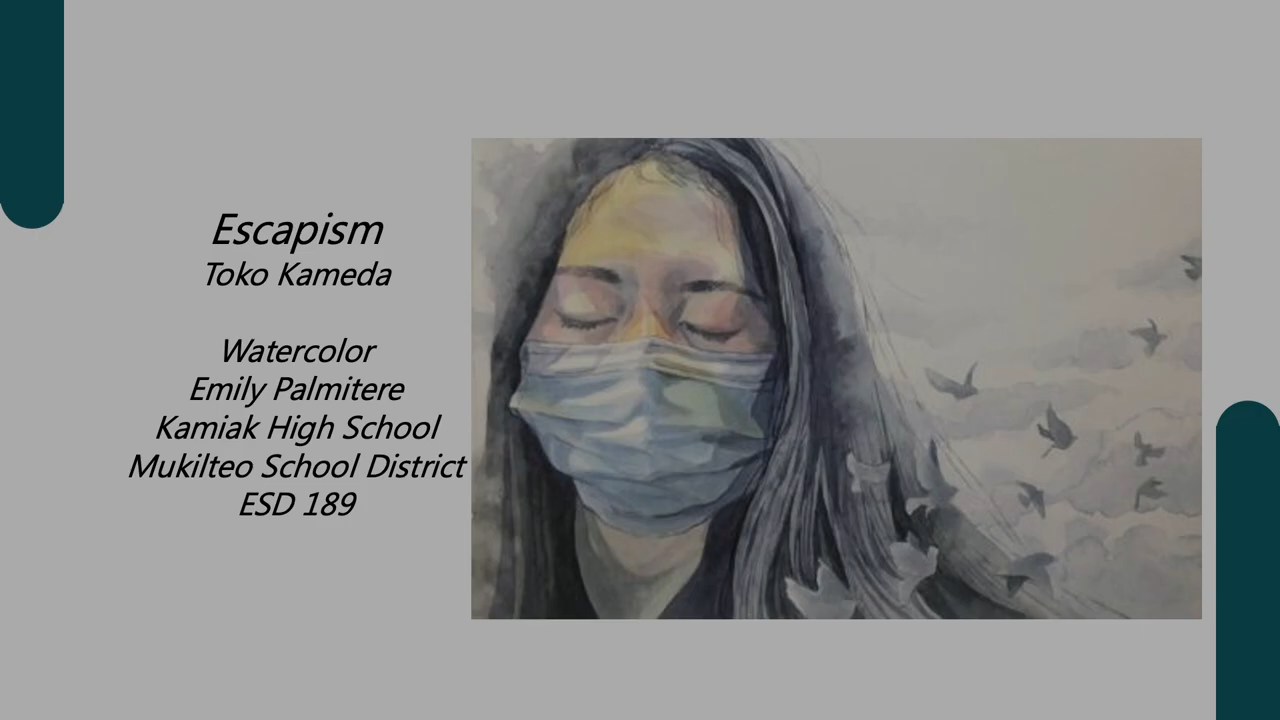 Escapism
Toko Kameda
Watercolor
Emily Palmitere
Kamiak High School
Mukilteo School District
ESD 189